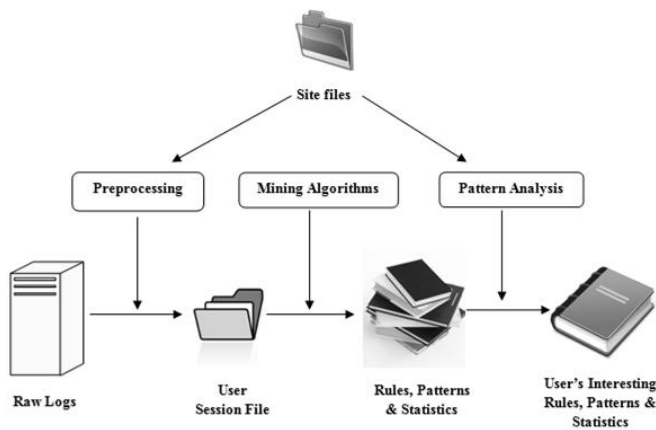 Site files
Preprocessing
Mining Algorithms
Pattern Analysis
Raw Logs
User
Session File
Rules, Patterns
& Statistics
User's Interesting
Rules, Patterns &
Statistics